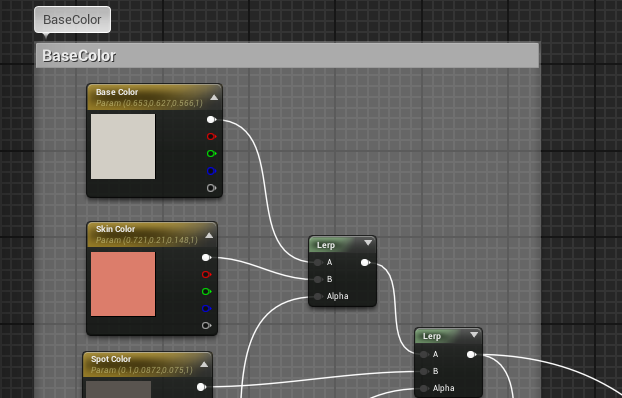 BaseColor
BaseColor
Base Color
Param (0.653,0.627,0.566,1)
Skin Color
Param (0.721,0.21,0.148,1)
Lerp
A
B
Alpha
Lerp
A
B
Alpha
Spot Color
Param (0.1,0.0872,0.075,1)